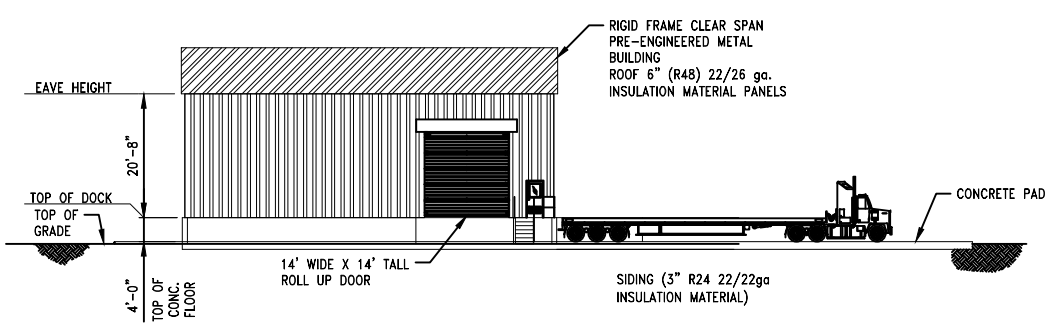 RIGID FRAME CLEAR SPAN
PRE-ENGINEERED METAL
BUILDING
ROOF 6" (R48) 22/26 ga.
INSULATION MATERIAL PANELS
EAVE HEIGHT
20'-8"
TOP OF DOCK
TOP OF
GRADE
CONCRETE PAD
14' WIDE X 14' TALL
ROLL UP DOOR
SIDING (3" R24 22/22ga
INSULATION MATERIAL)
4'-0"
TOP OF
CONC.
FLOOR